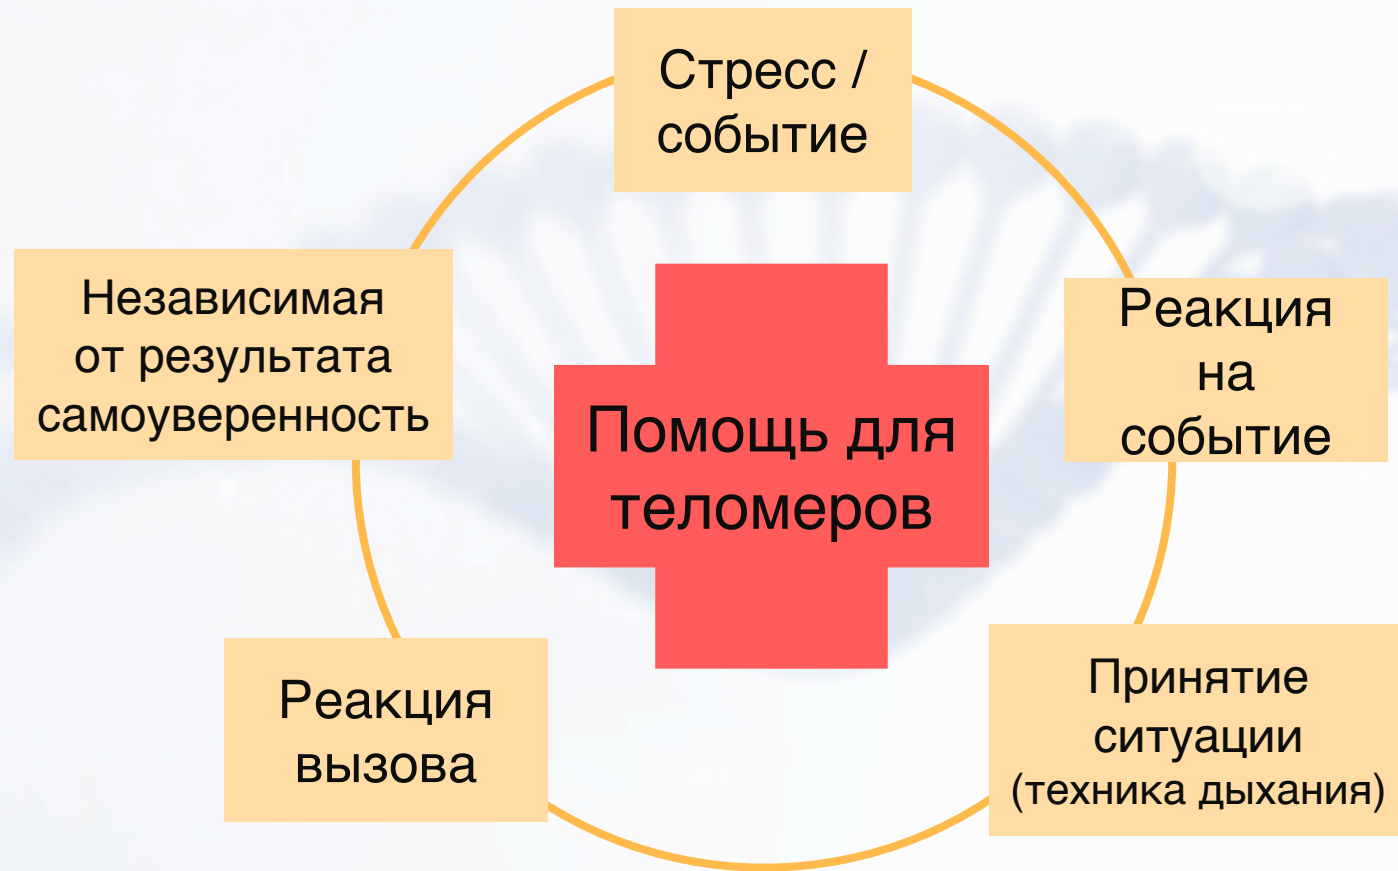 Стресс /
событие
Независимая
от результата
самоуверенность
Реакция
на
событие
Помощь для
теломеров
Реакция
вызова
Принятие
ситуации
(техника дыхания)